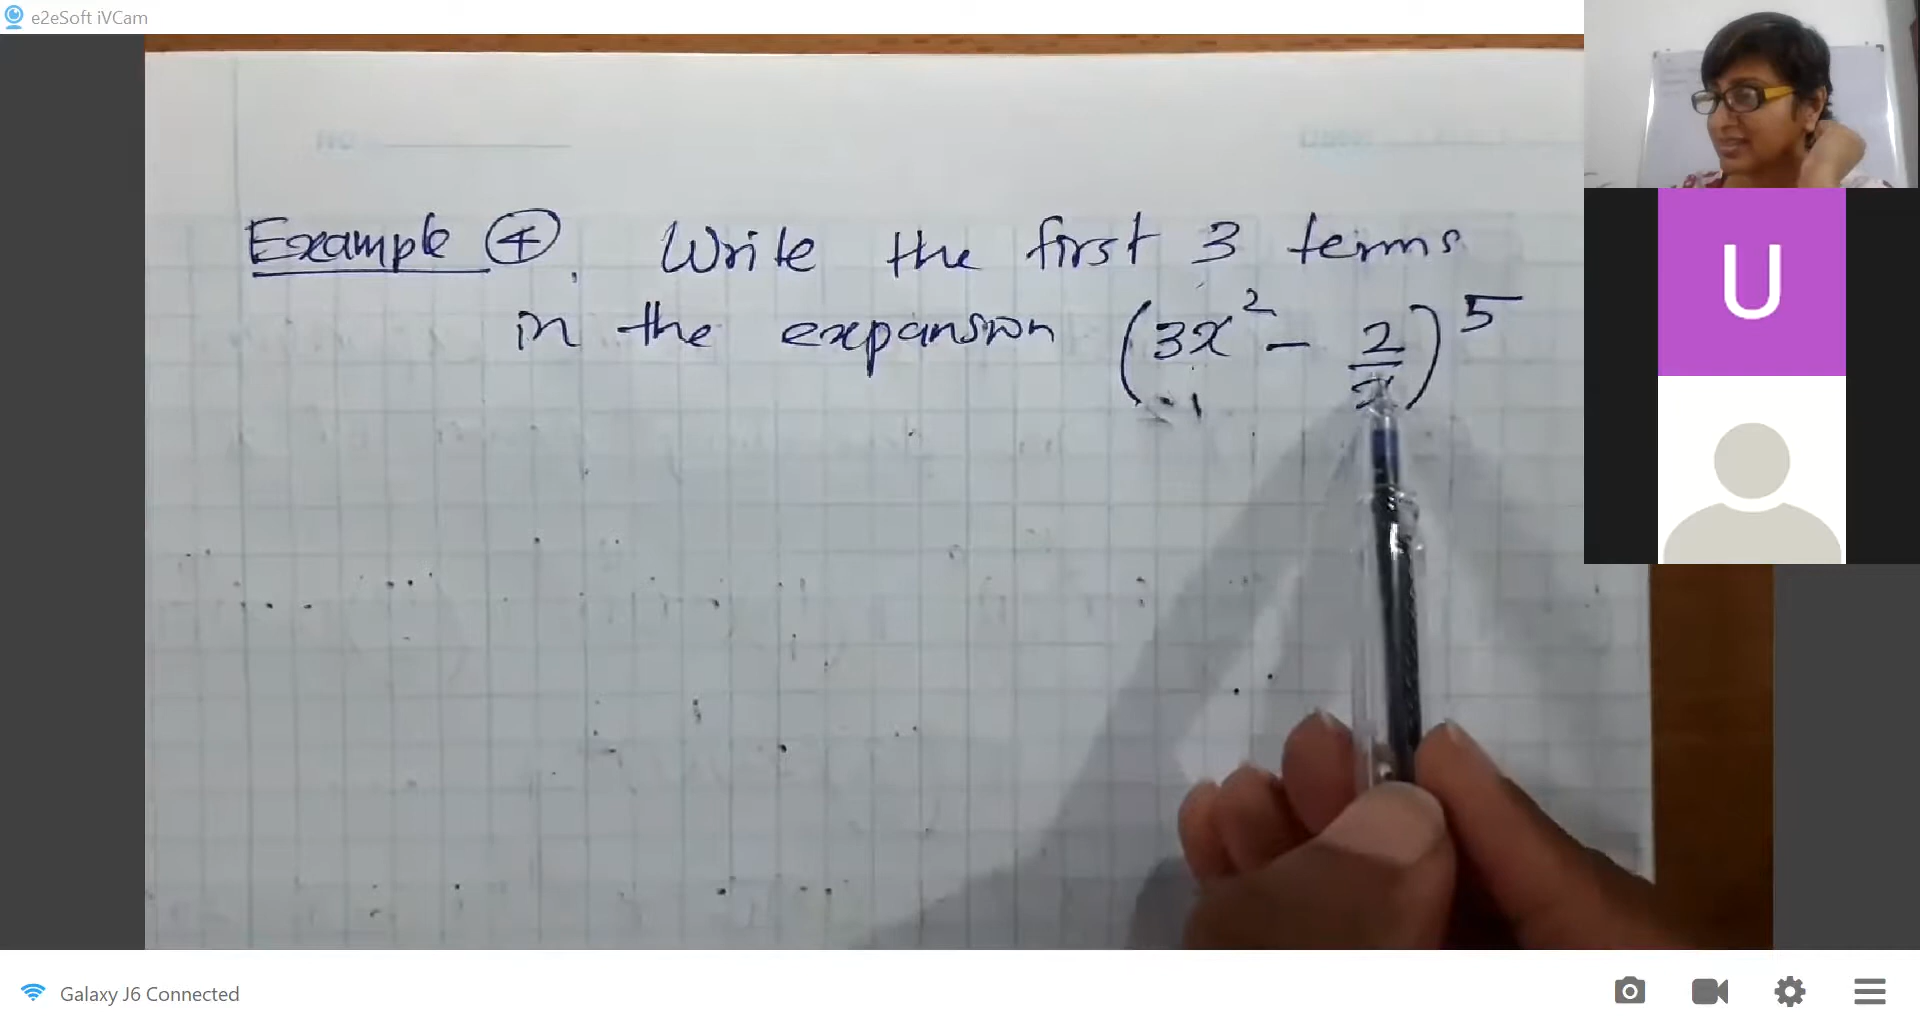 e2eSoft iVCam
Example ④. Write the first 3 terms
in the expansion (3x² - 2/x)⁵
U
Galaxy J6 Connected